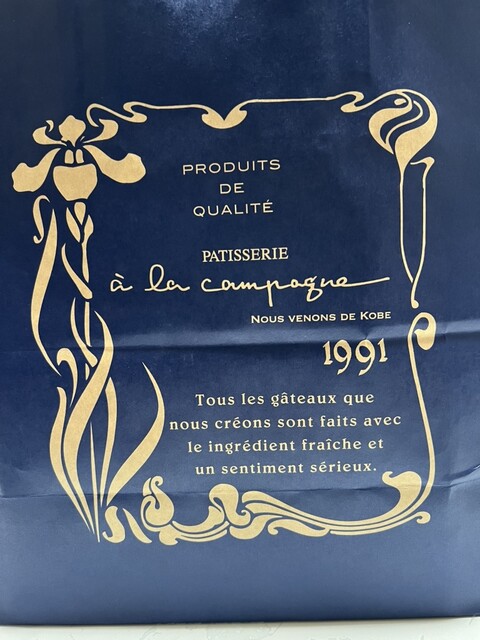 PRODUITS
DE
QUALITÉ
PATISSERIE
à la campagne
NOUS VENONS DE KOBE
1991
Tous les gâteaux que
nous créons sont faits avec
le ingrédient fraîche et
un sentiment sérieux.